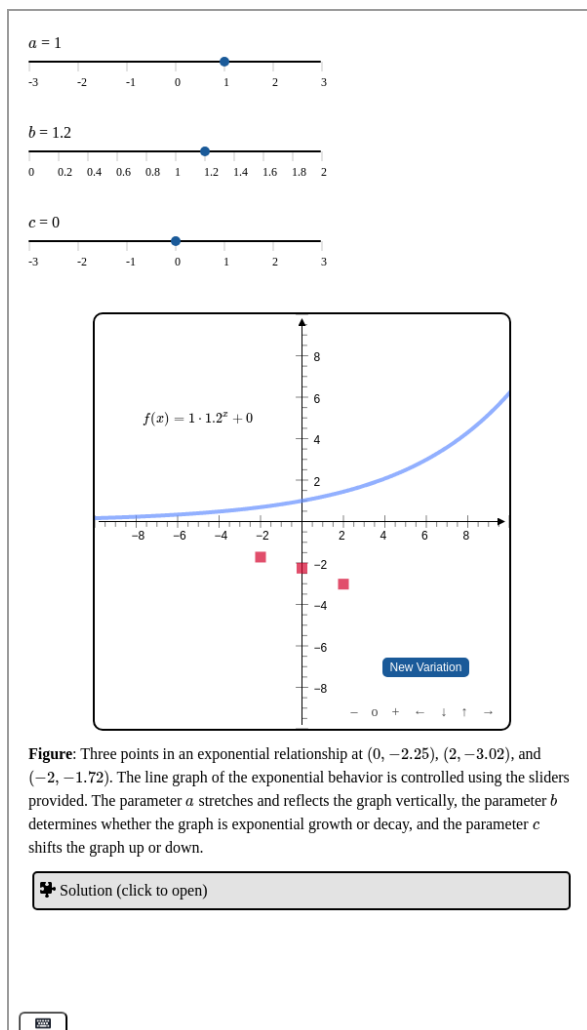 a = 1
-3 -2 -1 0 1 2 3
b = 1.2
0 0.2 0.4 0.6 0.8 1 1.2 1.4 1.6 1.8 2
c = 0
-3 -2 -1 0 1 2 3
8
6
f(x) = 1 · 1.2^x + 0
4
2
−8 −6 −4 −2 2 4 6 8
−2
−4
−6
New Variation
−8
− o + ← ↓ ↑ →
Figure: Three points in an exponential relationship at (0, −2.25), (2, −3.02), and
(−2, −1.72). The line graph of the exponential behavior is controlled using the sliders
provided. The parameter a stretches and reflects the graph vertically, the parameter b
determines whether the graph is exponential growth or decay, and the parameter c
shifts the graph up or down.
Solution (click to open)